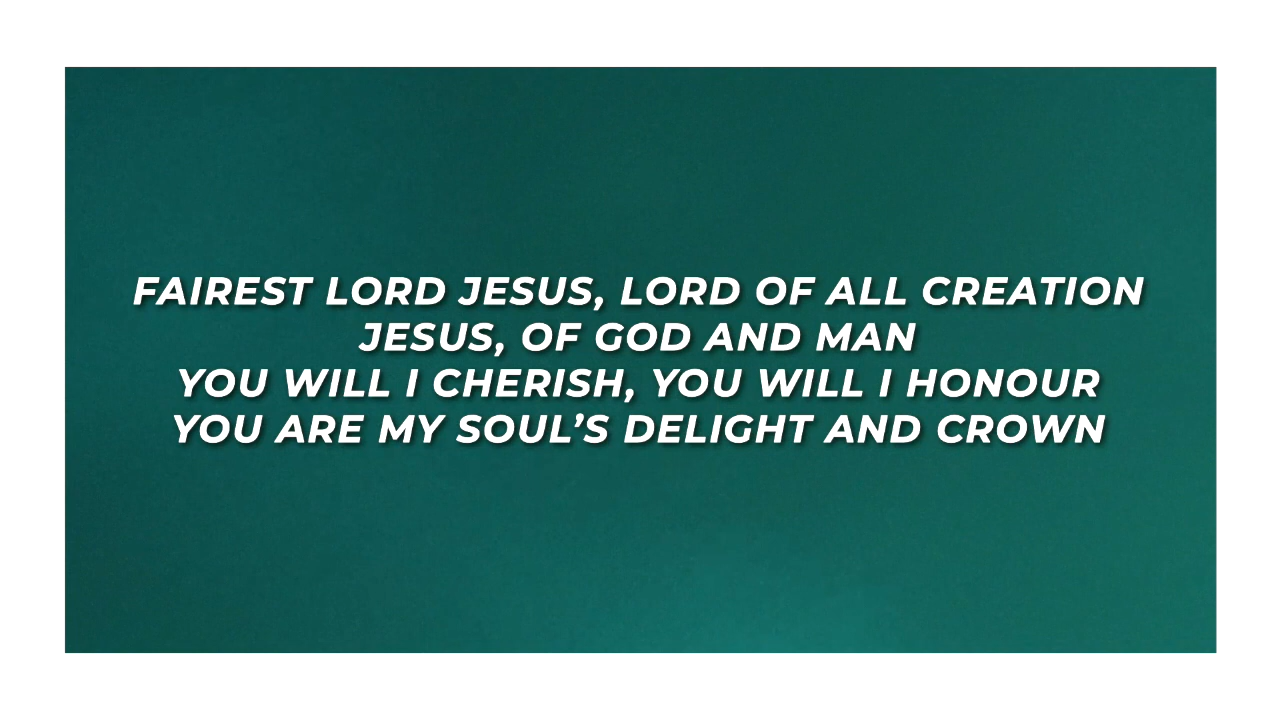 FAIREST LORD JESUS, LORD OF ALL CREATION
JESUS, OF GOD AND MAN
YOU WILL I CHERISH, YOU WILL I HONOUR
YOU ARE MY SOUL’S DELIGHT AND CROWN